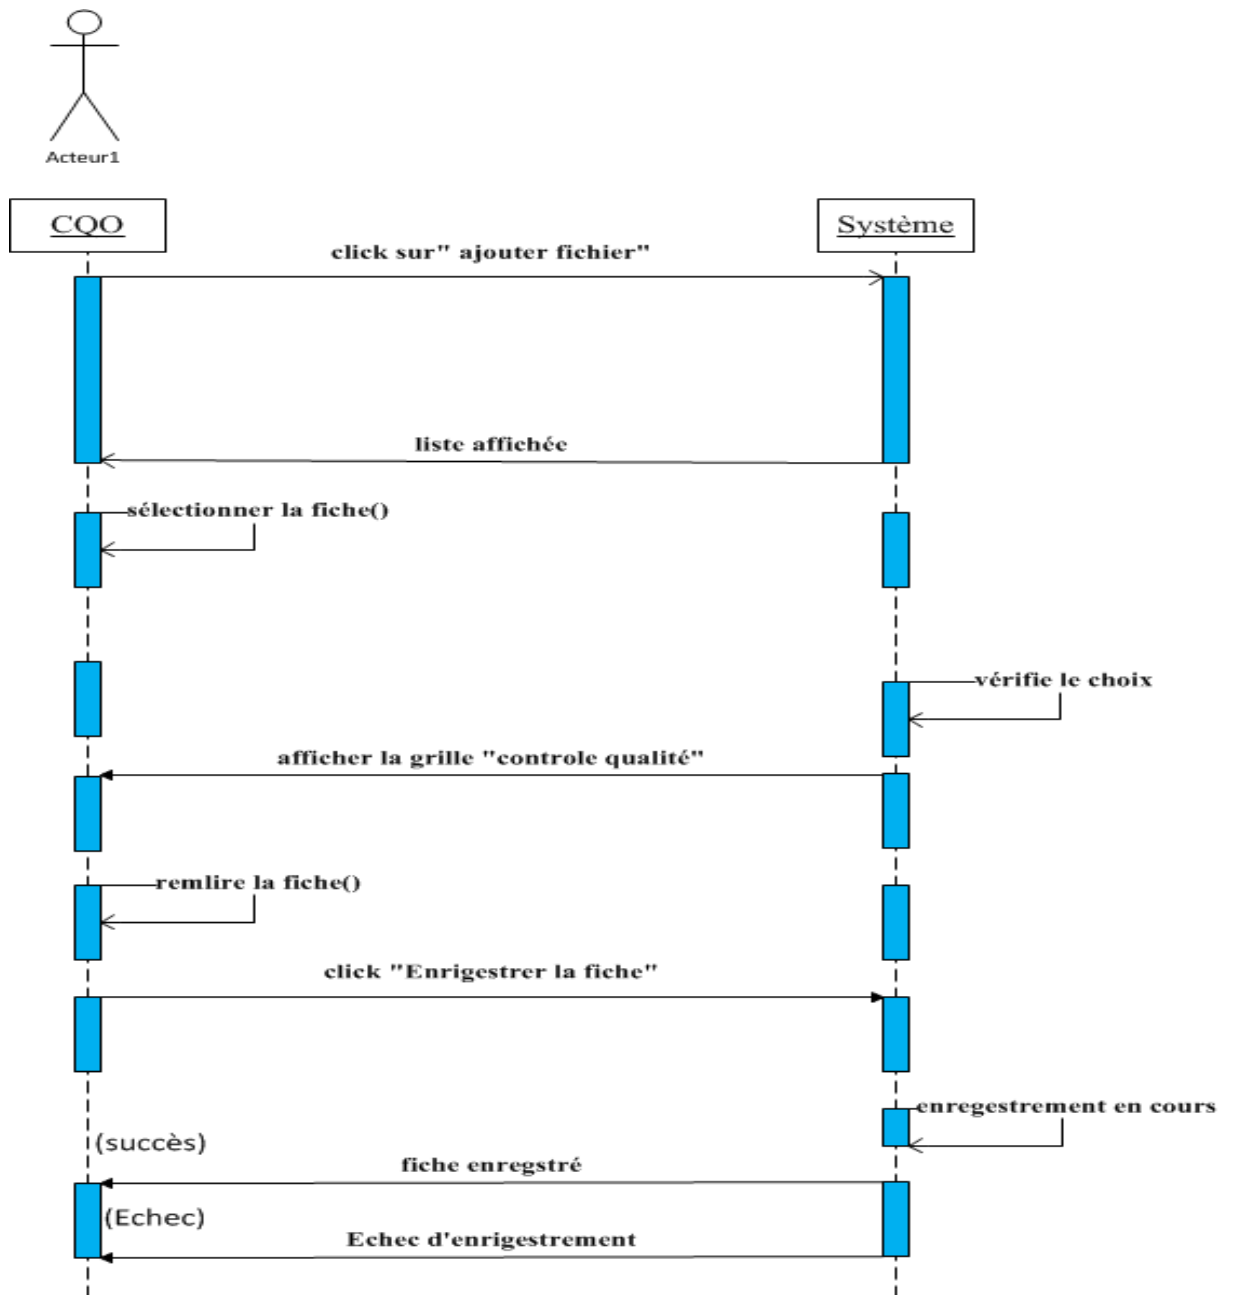 Acteur1
CQO
Système
click sur" ajouter fichier"
liste affichée
sélectionner la fiche()
vérifie le choix
afficher la grille "controle qualité"
remlire la fiche()
click "Enrigestrer la fiche"
enregestrement en cours
(succès)
fiche enregstré
(Echec)
Echec d'enrigestrement